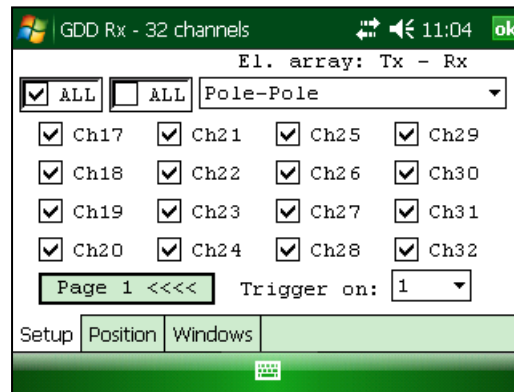 GDD Rx - 32 channels 11:04 ok
El. array: Tx - Rx
ALL ALL Pole-Pole
Ch17 Ch21 Ch25 Ch29
Ch18 Ch22 Ch26 Ch30
Ch19 Ch23 Ch27 Ch31
Ch20 Ch24 Ch28 Ch32
Page 1 <<<< Trigger on: 1
Setup Position Windows